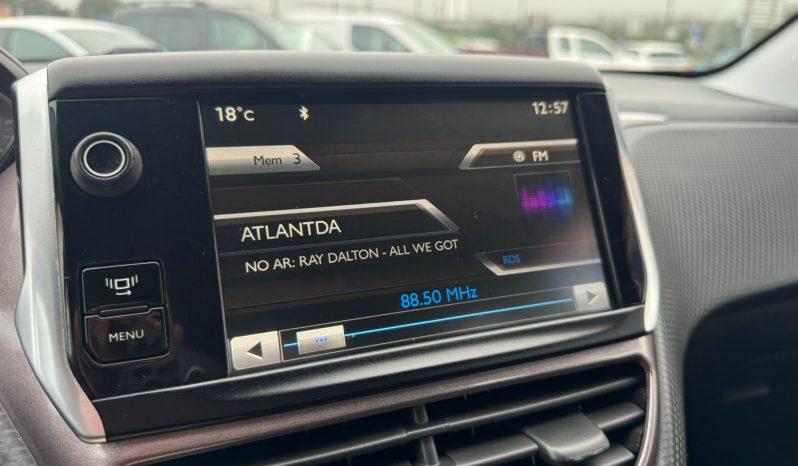 18°C 12:57
Mem 3 FM
ATLANTDA
NO AR: RAY DALTON - ALL WE GOT
RDS
88.50 MHz
MENU